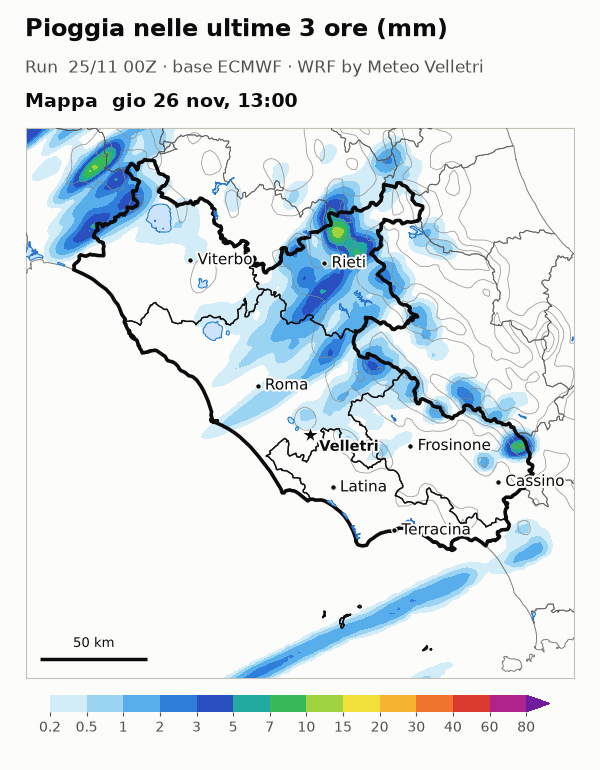 Pioggia nelle ultime 3 ore (mm)
Run  25/11 00Z · base ECMWF · WRF by Meteo Velletri
Mappa  gio 26 nov, 13:00
Viterbo
Rieti
Roma
Velletri
Frosinone
Latina
Cassino
Terracina
50 km
0.2 0.5 1 2 3 5 7 10 15 20 30 40 60 80